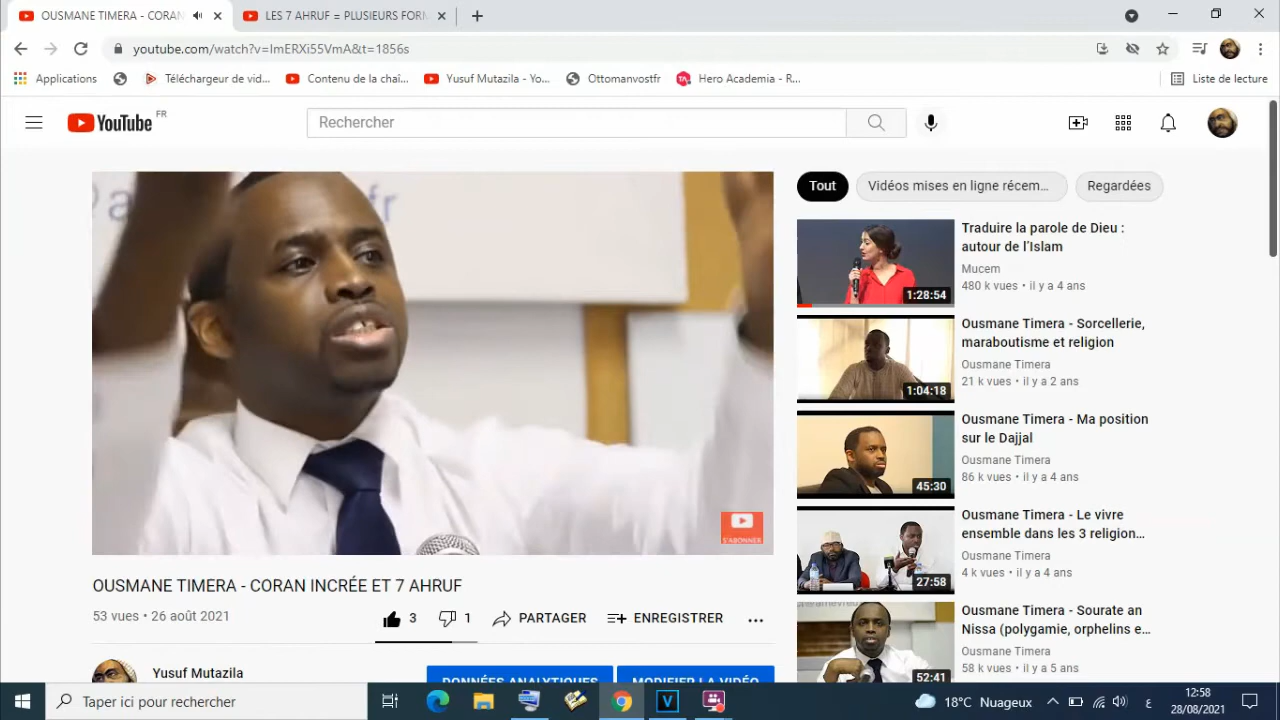 OUSMANE TIMERA - CORAN
LES 7 AHRUF = PLUSIEURS FORM
youtube.com/watch?v=ImERXi55VmA&t=1856s
Applications
Téléchargeur de vid...
Contenu de la chaî...
Yusuf Mutazila - Yo...
Ottomanvostfr
Hero Academia - R...
Liste de lecture
YouTube FR
Rechercher
Tout
Vidéos mises en ligne récem...
Regardées
fr
S'ABONNER
OUSMANE TIMERA - CORAN INCRÉE ET 7 AHRUF
53 vues • 26 août 2021
3
1
PARTAGER
ENREGISTRER
Yusuf Mutazila
DONNÉES ANALYTIQUES
MODIFIER LA VIDÉO
1:28:54
Traduire la parole de Dieu :
autour de l'Islam
Mucem
480 k vues • il y a 4 ans
1:04:18
Ousmane Timera - Sorcellerie,
maraboutisme et religion
Ousmane Timera
21 k vues • il y a 2 ans
45:30
Ousmane Timera - Ma position
sur le Dajjal
Ousmane Timera
86 k vues • il y a 4 ans
27:58
Ousmane Timera - Le vivre
ensemble dans les 3 religion...
Ousmane Timera
4 k vues • il y a 4 ans
52:41
Ousmane Timera - Sourate an
Nissa (polygamie, orphelins e...
Ousmane Timera
58 k vues • il y a 5 ans
Taper ici pour rechercher
V
18°C Nuageux
ع
12:58
28/08/2021